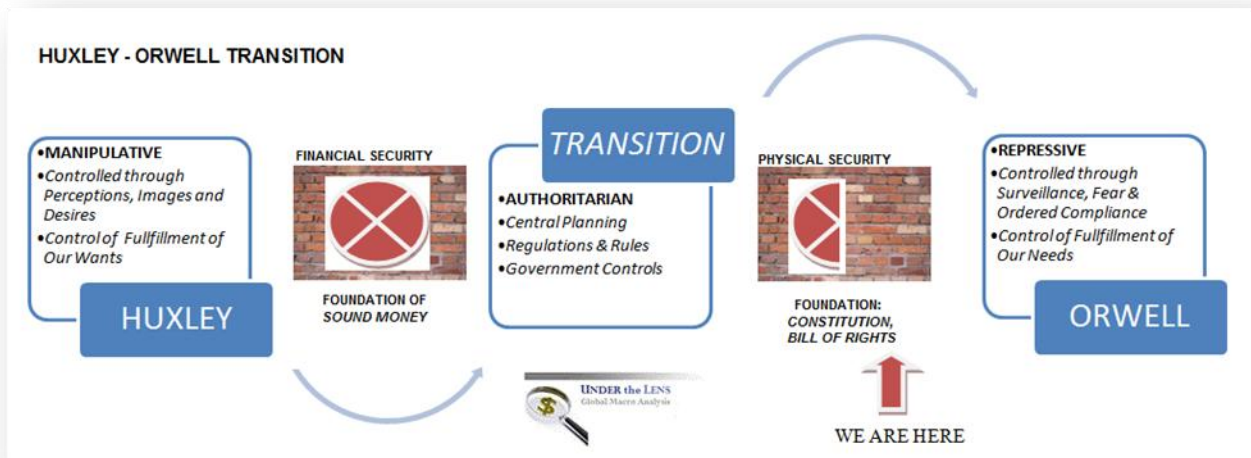 HUXLEY - ORWELL TRANSITION
•MANIPULATIVE
•Controlled through
Perceptions, Images and
Desires
•Control of Fullfillment of
Our Wants
HUXLEY
FINANCIAL SECURITY
FOUNDATION OF
SOUND MONEY
TRANSITION
•AUTHORITARIAN
•Central Planning
•Regulations & Rules
•Government Controls
$
UNDER the LENS
Global Macro Analysis
PHYSICAL SECURITY
FOUNDATION:
CONSTITUTION,
BILL OF RIGHTS
WE ARE HERE
•REPRESSIVE
•Controlled through
Surveillance, Fear &
Ordered Compliance
•Control of Fullfillment of
Our Needs
ORWELL